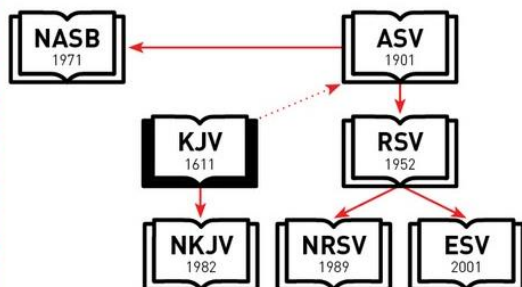 NASB
1971
ASV
1901
KJV
1611
RSV
1952
NKJV
1982
NRSV
1989
ESV
2001